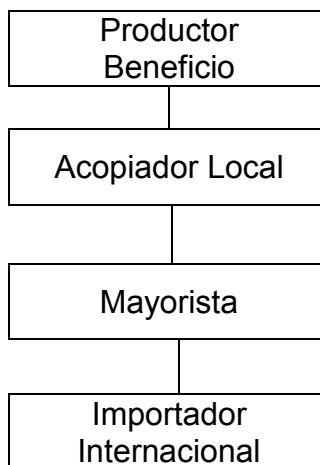 Productor
Beneficio
Acopiador Local
Mayorista
Importador
Internacional